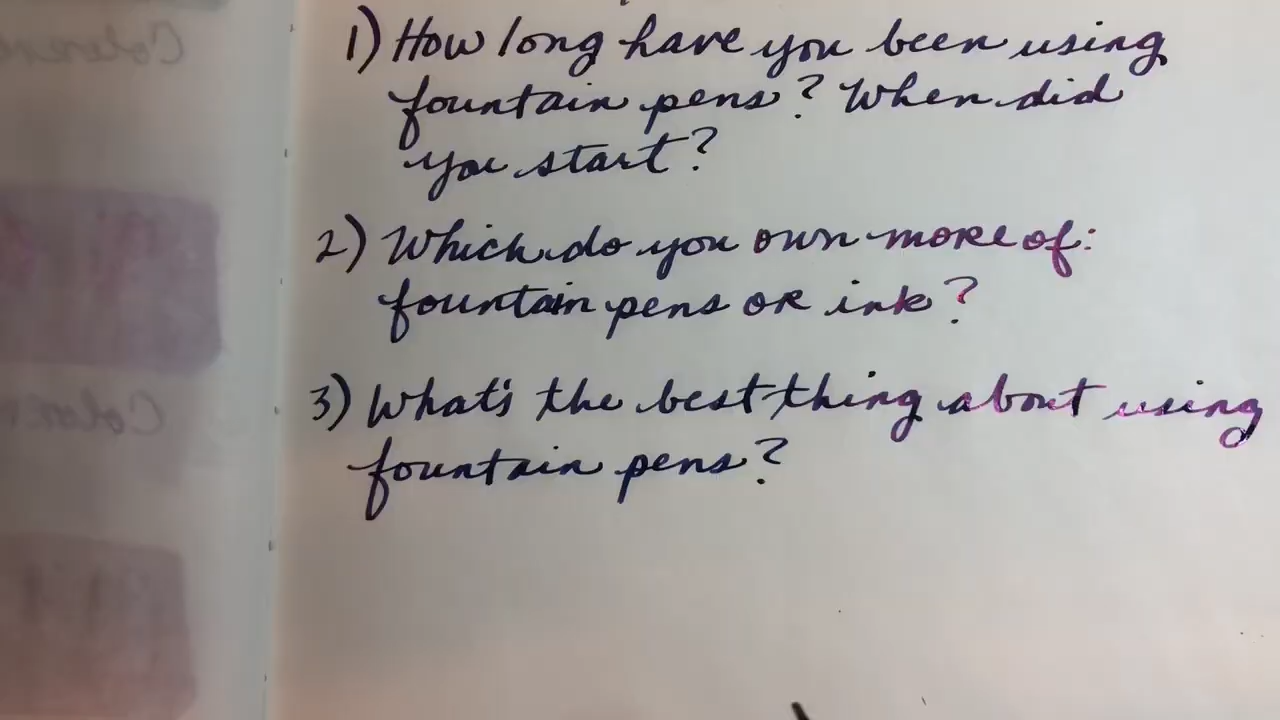 1) How long have you been using
fountain pens? When did
you start?
2) Which do you own more of:
fountain pens or ink?
3) What's the best thing about using
fountain pens?